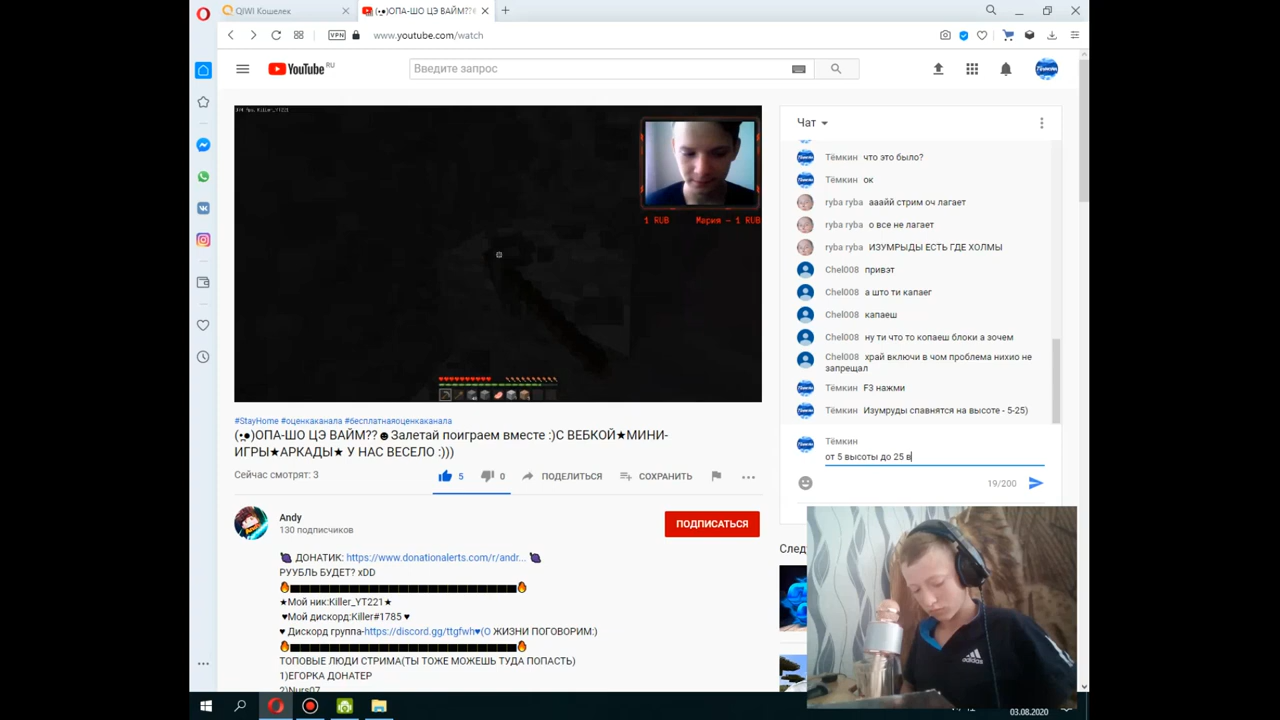 QIWI Кошелек
(•ิ_•ิ)ОПА-ШО ЦЭ ВАЙМ??
VPN
www.youtube.com/watch
YouTube RU
Введите запрос
Тёмкин
Чат
Тёмкин что это было?
Тёмкин ок
ryba ryba ааайй стрим оч лагает
ryba ryba о все не лагает
ryba ryba ИЗУМРЫДЫ ЕСТЬ ГДЕ ХОЛМЫ
Chel008 привэт
Chel008 а што ти капаег
Chel008 капаеш
Chel008 ну ти что то копаеш блоки а зочем
Chel008 храй включи в чом проблема нихио не
запрещал
Тёмкин F3 нажми
Тёмкин Изумруды спавнятся на высоте - 5-25)
Тёмкин
от 5 высоты до 25 в
19/200
1 RUB Мария — 1 RUB
#StayHome #оценкаканала #бесплатнаяоценкаканала
(•ิ_•ิ)ОПА-ШО ЦЭ ВАЙМ??☻Залетай поиграем вместе :)С ВЕБКОЙ★МИНИ-
ИГРЫ★АРКАДЫ★ У НАС ВЕСЕЛО :)))
Сейчас смотрят: 3
5
0
ПОДЕЛИТЬСЯ
СОХРАНИТЬ
Andy
130 подписчиков
ПОДПИСАТЬСЯ
ДОНАТИК: https://www.donationalerts.com/r/andr...
РУУБЛЬ БУДЕТ? xDD
★Мой ник:Killer_YT221★
♥Мой дискорд:Killer#1785♥
♥ Дискорд группа-https://discord.gg/ttgfwh♥(О ЖИЗНИ ПОГОВОРИМ:)
ТОПОВЫЕ ЛЮДИ СТРИМА(ТЫ ТОЖЕ МОЖЕШЬ ТУДА ПОПАСТЬ)
1)ЕГОРКА ДОНАТЕР
2)Nurs07
След
adidas
03.08.2020